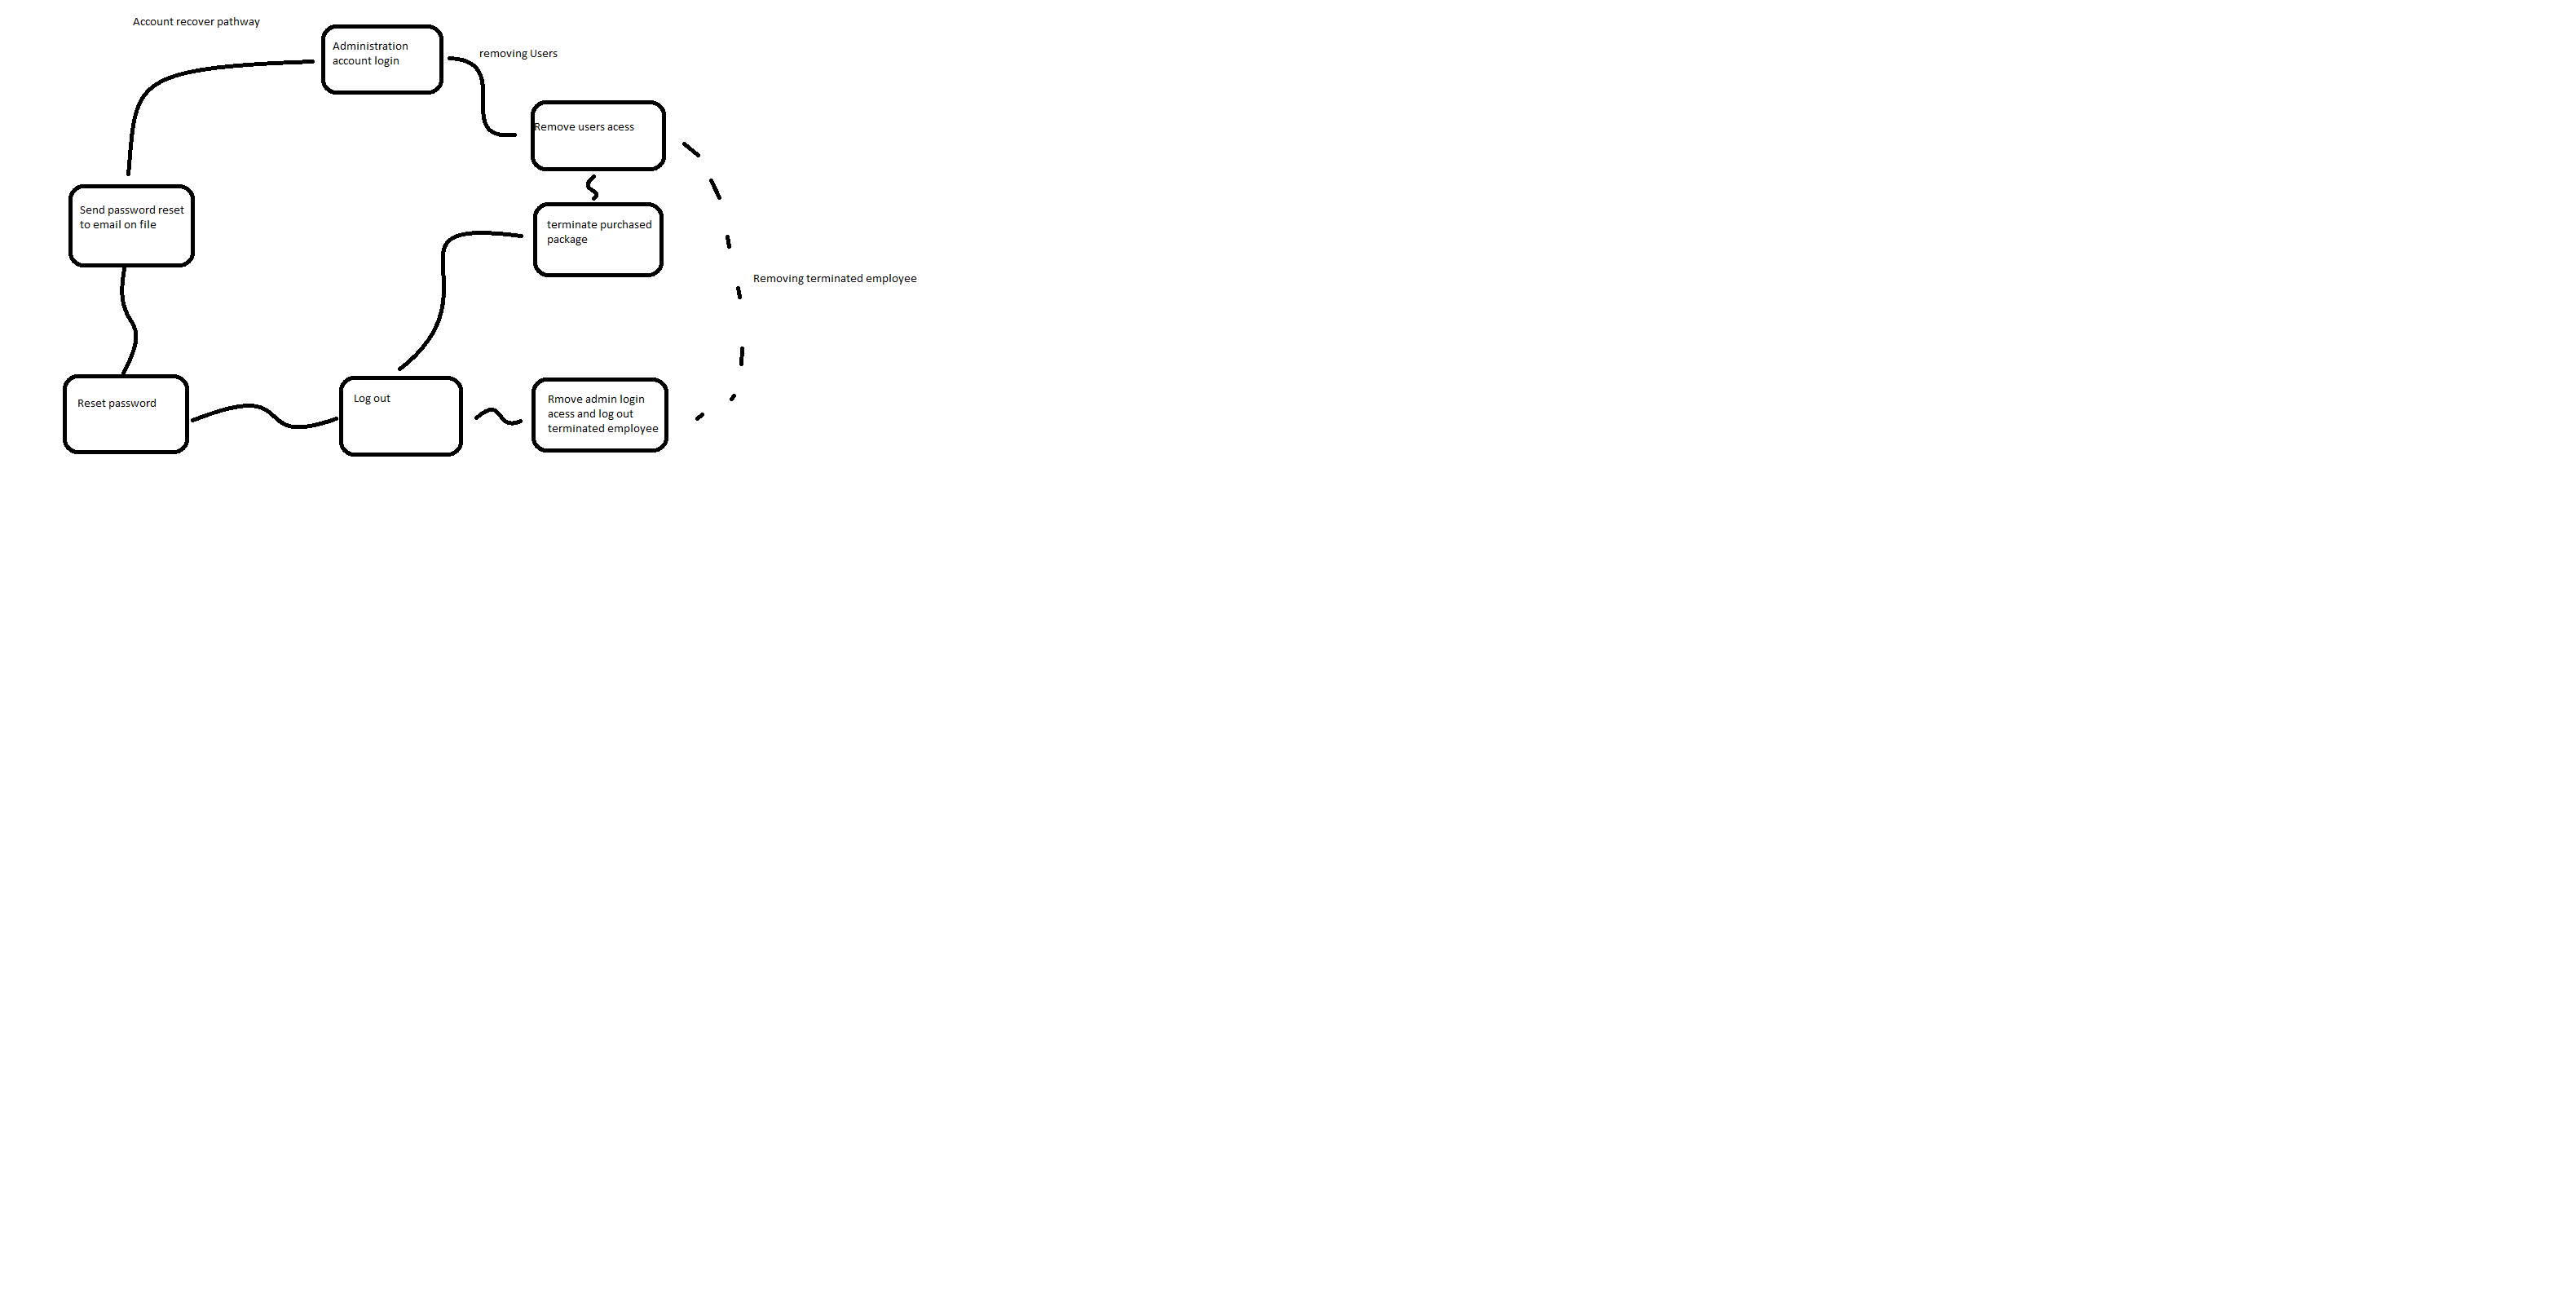 Account recover pathway
Administration
account login
removing Users
Remove users acess
Send password reset
to email on file
terminate purchased
package
Removing terminated employee
Reset password
Log out
Rmove admin login
acess and log out
terminated employee